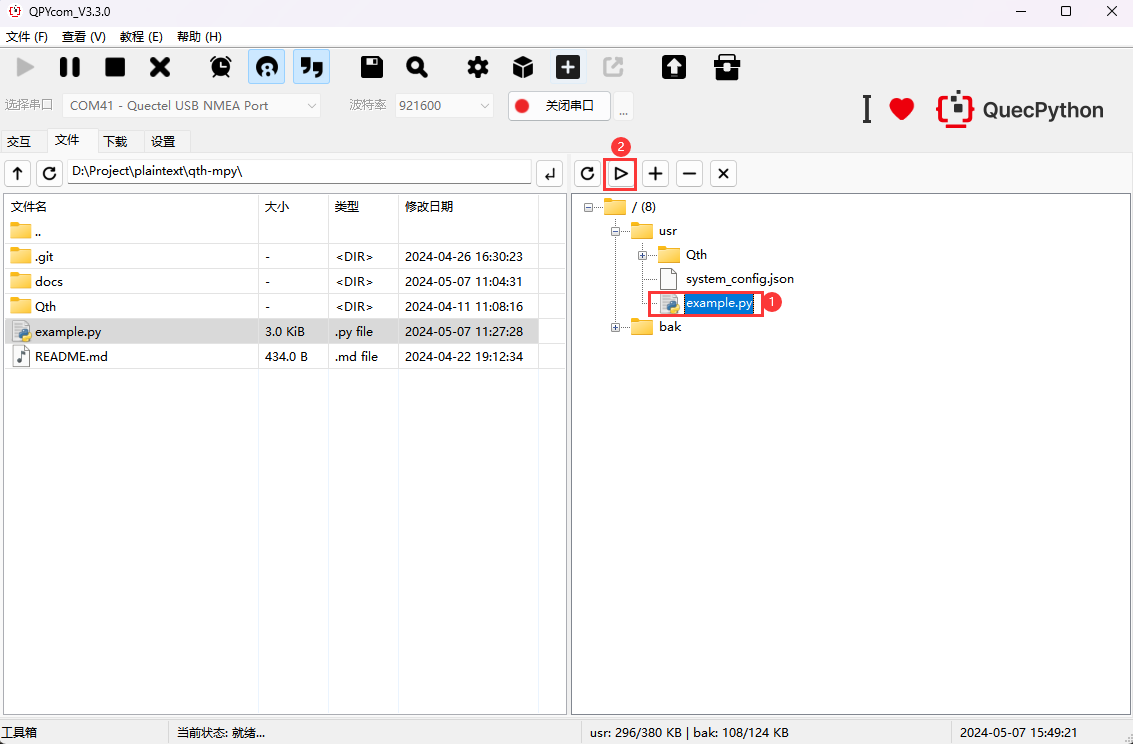 QPYcom_V3.3.0
文件 (F) 查看 (V) 教程 (E) 帮助 (H)
选择串口 COM41 - Quectel USB NMEA Port 波特率 921600 关闭串口 ... I QuecPython
交互 文件 下载 设置
2
D:\Project\plaintext\qth-mpy\
文件名 大小 类型 修改日期
..
.git - <DIR> 2024-04-26 16:30:23
docs - <DIR> 2024-05-07 11:04:31
Qth - <DIR> 2024-04-11 11:08:16
example.py 3.0 KiB .py file 2024-05-07 11:27:28
README.md 434.0 B .md file 2024-04-22 19:12:34
/ (8)
usr
Qth
system_config.json
example.py 1
bak
工具箱 当前状态: 就绪... usr: 296/380 KB | bak: 108/124 KB 2024-05-07 15:49:21